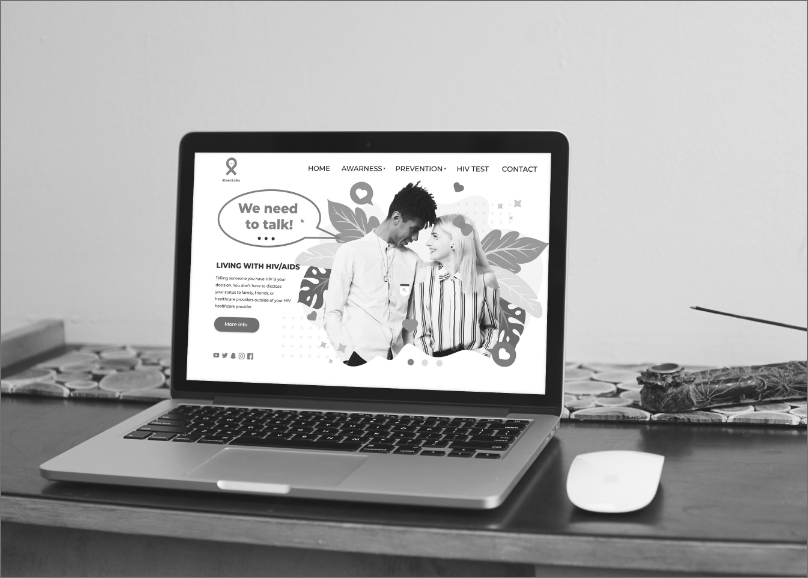 HOME AWARNESS PREVENTION HIV TEST CONTACT
We need
to talk!
LIVING WITH HIV/AIDS
Telling someone you have HIV is your
decision. You don't have to disclose
your status to family, friends, or
healthcare providers outside of your HIV
healthcare provider.
More Info